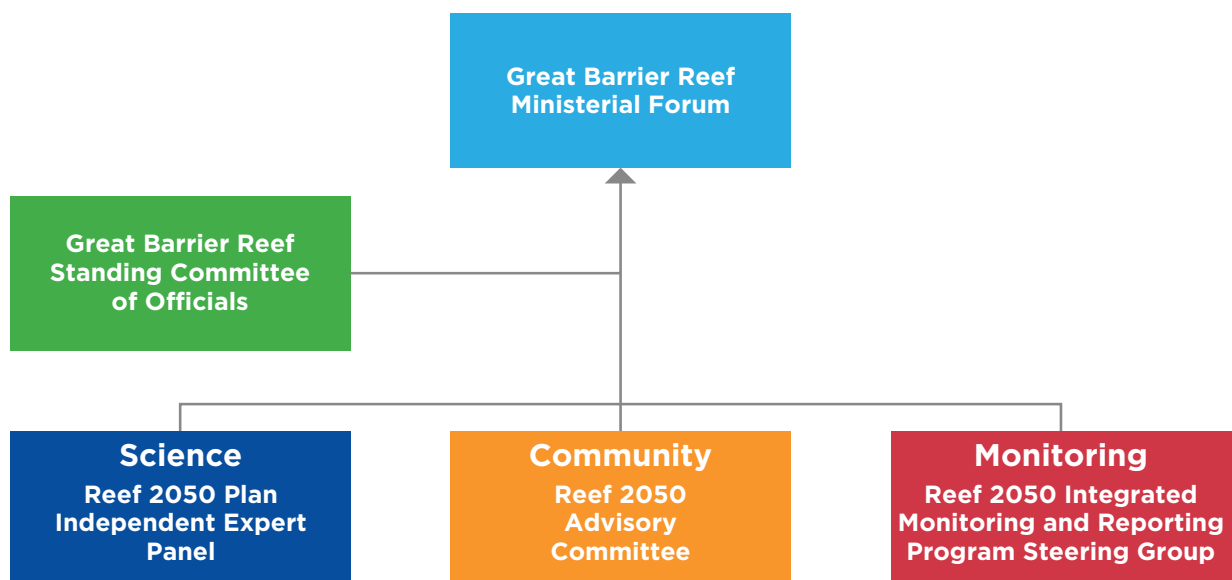 Great Barrier Reef
Ministerial Forum
Great Barrier Reef
Standing Committee
of Officials
Science
Reef 2050 Plan
Independent Expert
Panel
Community
Reef 2050
Advisory
Committee
Monitoring
Reef 2050 Integrated
Monitoring and Reporting
Program Steering Group